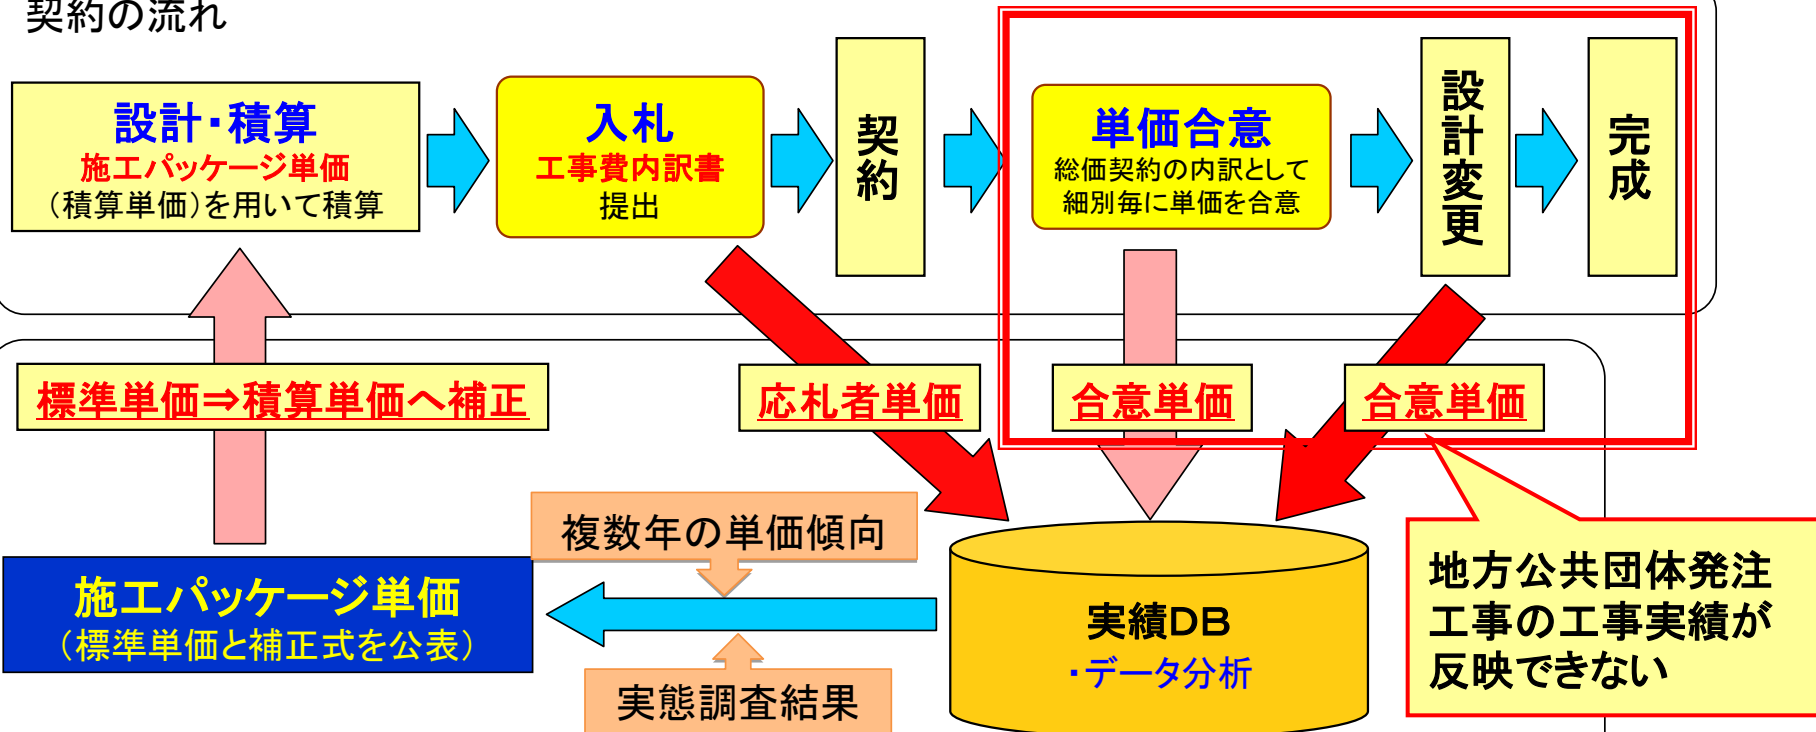 契約の流れ
設計・積算
施工パッケージ単価
（積算単価）を用いて積算
入札
工事費内訳書
提出
契約
単価合意
総価契約の内訳として
細別毎に単価を合意
設計変更
完成
標準単価⇒積算単価へ補正
応札者単価
合意単価
合意単価
複数年の単価傾向
施工パッケージ単価
（標準単価と補正式を公表）
実態調査結果
実績DB
・データ分析
地方公共団体発注
工事の工事実績が
反映できない